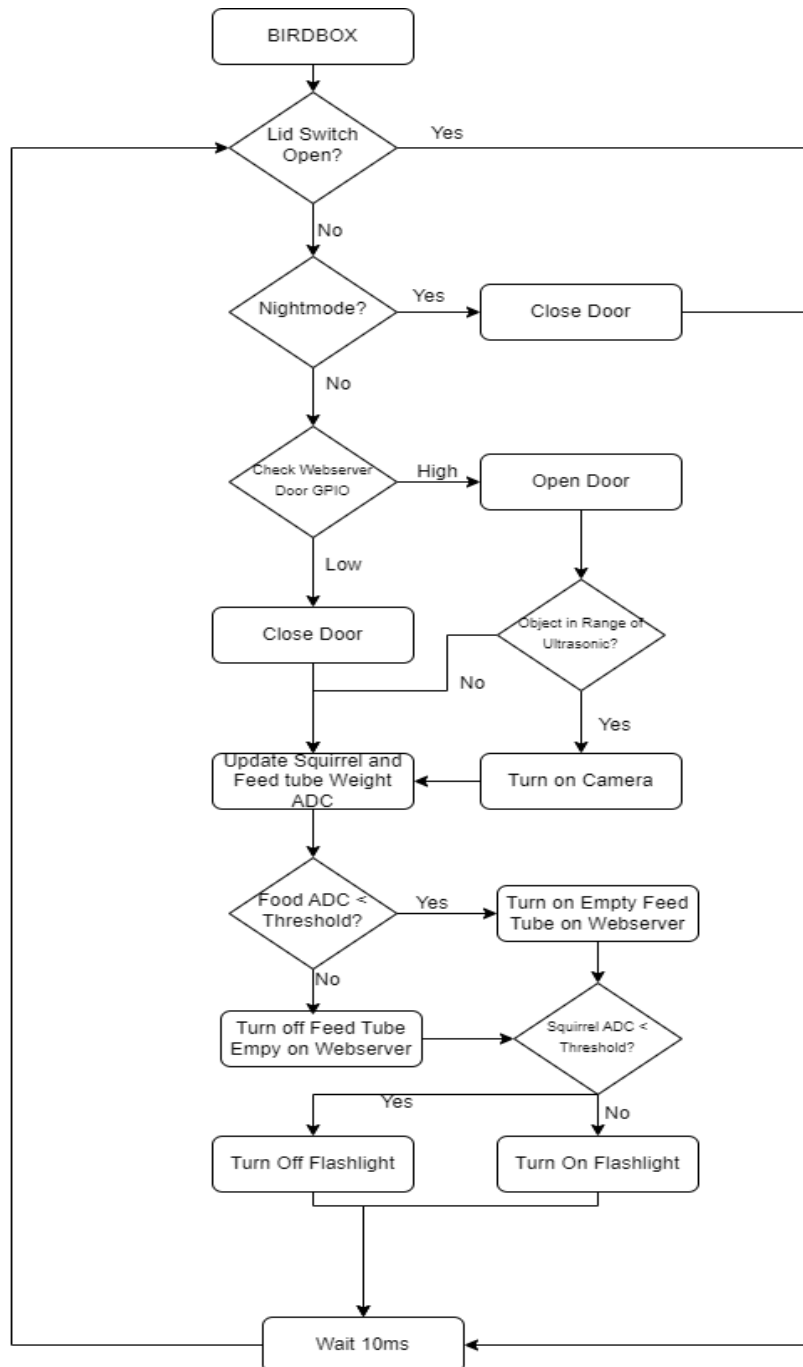 BIRDBOX
Lid Switch
Open?
Yes
No
Nightmode?
Yes
Close Door
No
Check Webserver
Door GPIO
High
Open Door
Low
Close Door
Object in Range of
Ultrasonic?
No
Yes
Update Squirrel and
Feed tube Weight
ADC
Turn on Camera
Food ADC <
Threshold?
Yes
Turn on Empty Feed
Tube on Webserver
No
Turn off Feed Tube
Empy on Webserver
Squirrel ADC <
Threshold?
Yes
No
Turn Off Flashlight
Turn On Flashlight
Wait 10ms